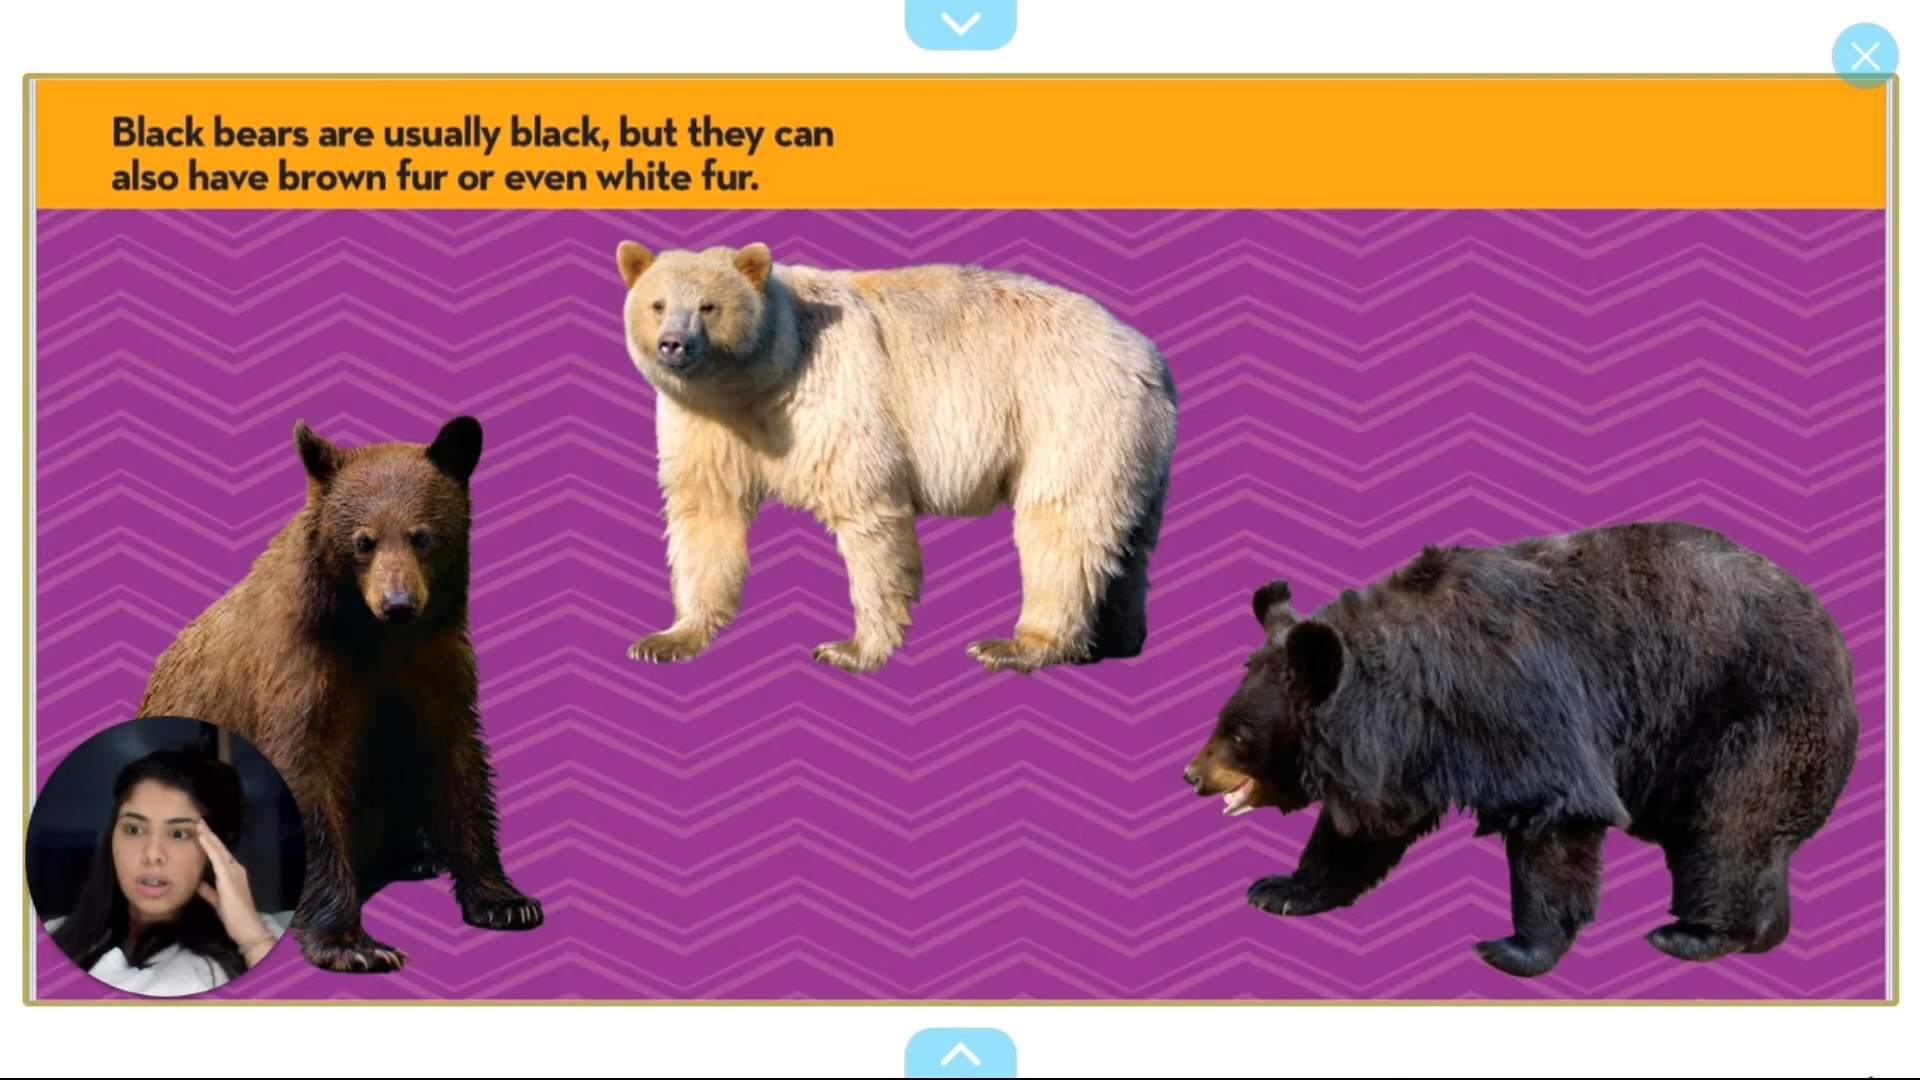 Black bears are usually black, but they can
also have brown fur or even white fur.